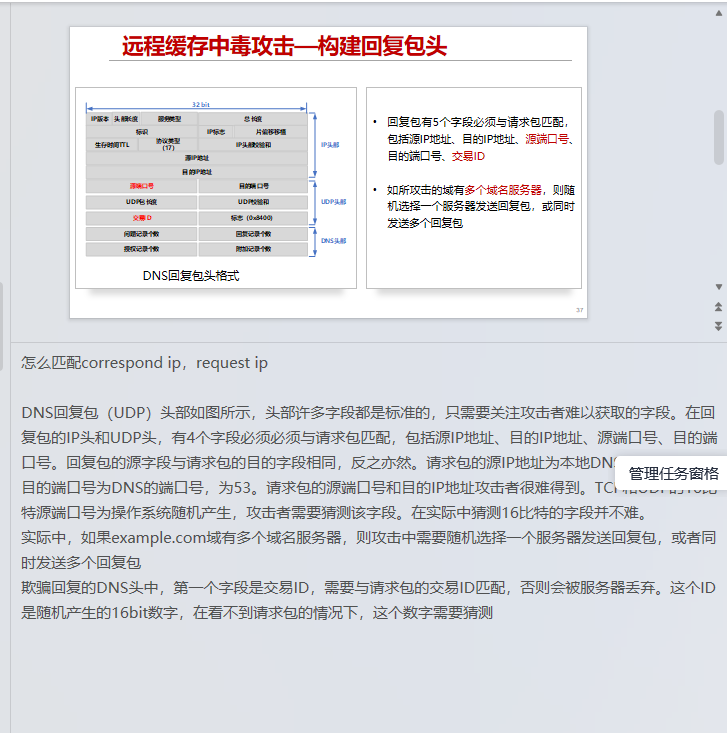 远程缓存中毒攻击—构建回复包头
32 bit
IP版本 头部长度 服务类型 总长度
标识 IP标志 片偏移移植
生存时间TTL 协议类型 (17) IP头部校验和
源IP地址
目的IP地址
源端口号 目的端口号
UDP包长度 UDP校验和
交易ID 标志（0x8400）
问题记录个数 回复记录个数
授权记录个数 附加记录个数
IP头部
UDP头部
DNS头部
DNS回复包头格式
• 回复包有5个字段必须与请求包匹配，
包括源IP地址、目的IP地址、源端口号、
目的端口号、交易ID
• 如所攻击的域有多个域名服务器，则随
机选择一个服务器发送回复包，或同时
发送多个回复包
37
怎么匹配correspond ip，request ip
DNS回复包（UDP）头部如图所示，头部许多字段都是标准的，只需要关注攻击者难以获取的字段。在回
复包的IP头和UDP头，有4个字段必须必须与请求包匹配，包括源IP地址、目的IP地址、源端口号、目的端
口号。回复包的源字段与请求包的目的字段相同，反之亦然。请求包的源IP地址为本地DN
管理任务窗格
目的端口号为DNS的端口号，为53。请求包的源端口号和目的IP地址攻击者很难得到。TCP和UDP的16比
特源端口号为操作系统随机产生，攻击者需要猜测该字段。在实际中猜测16比特的字段并不难。
实际中，如果example.com域有多个域名服务器，则攻击中需要随机选择一个服务器发送回复包，或者同
时发送多个回复包
欺骗回复的DNS头中，第一个字段是交易ID，需要与请求包的交易ID匹配，否则会被服务器丢弃。这个ID
是随机产生的16bit数字，在看不到请求包的情况下，这个数字需要猜测